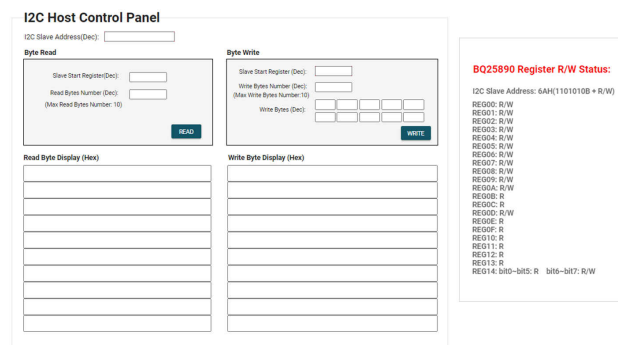 I2C Host Control Panel
I2C Slave Address(Dec):
Byte Read
Slave Start Register(Dec):
Read Bytes Number (Dec):
(Max Read Bytes Number: 10)
READ
Byte Write
Slave Start Register (Dec):
Write Bytes Number (Dec):
(Max Write Bytes Number:10)
Write Bytes (Dec):
WRITE
Read Byte Display (Hex)
Write Byte Display (Hex)
BQ25890 Register R/W Status:
I2C Slave Address: 6AH(1101010B + R/W)
REG00: R/W
REG01: R/W
REG02: R/W
REG03: R/W
REG04: R/W
REG05: R/W
REG06: R/W
REG07: R/W
REG08: R/W
REG09: R/W
REG0A: R/W
REG0B: R
REG0C: R
REG0D: R/W
REG0E: R
REG0F: R
REG10: R
REG11: R
REG12: R
REG13: R
REG14: bit0~bit5: R bit6~bit7: R/W